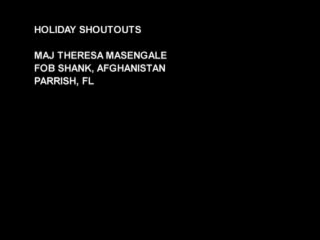 HOLIDAY SHOUTOUTS
MAJ THERESA MASENGALE
FOB SHANK, AFGHANISTAN
PARRISH, FL